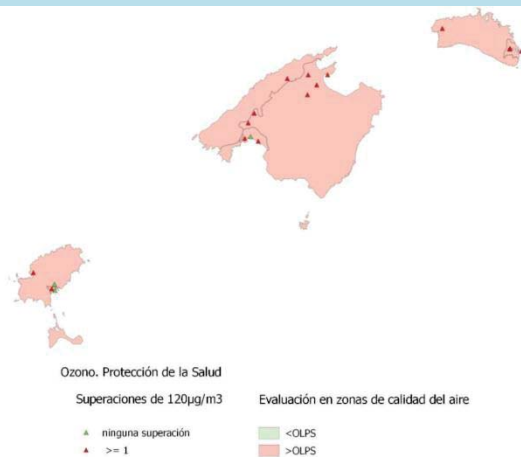 Ozono. Protección de la Salud
Superaciones de 120µg/m3
Evaluación en zonas de calidad del aire
ninguna superación
>= 1
<OLPS
>OLPS